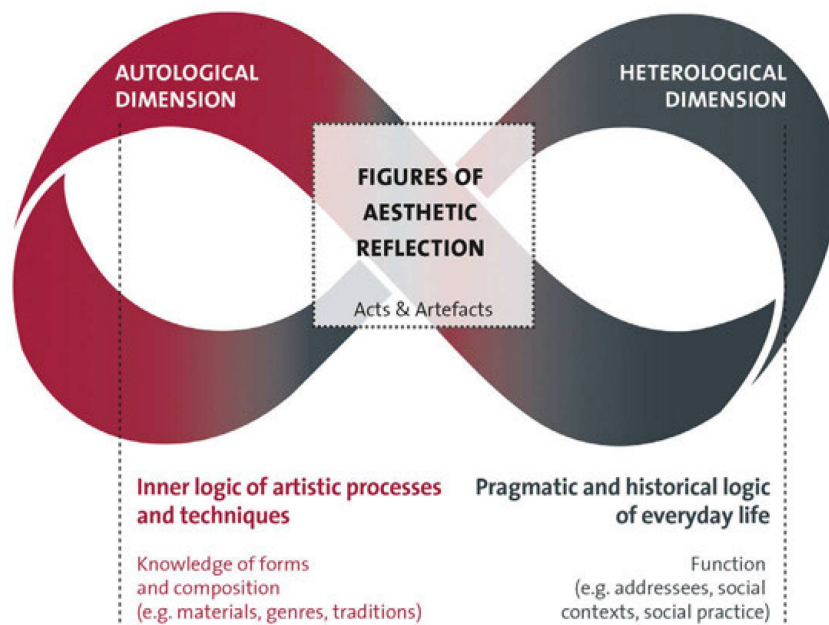 AUTOLOGICAL
DIMENSION
HETEROLOGICAL
DIMENSION
FIGURES OF
AESTHETIC
REFLECTION
Acts & Artefacts
Inner logic of artistic processes
and techniques
Knowledge of forms
and composition
(e.g. materials, genres, traditions)
Pragmatic and historical logic
of everyday life
Function
(e.g. addressees, social
contexts, social practice)